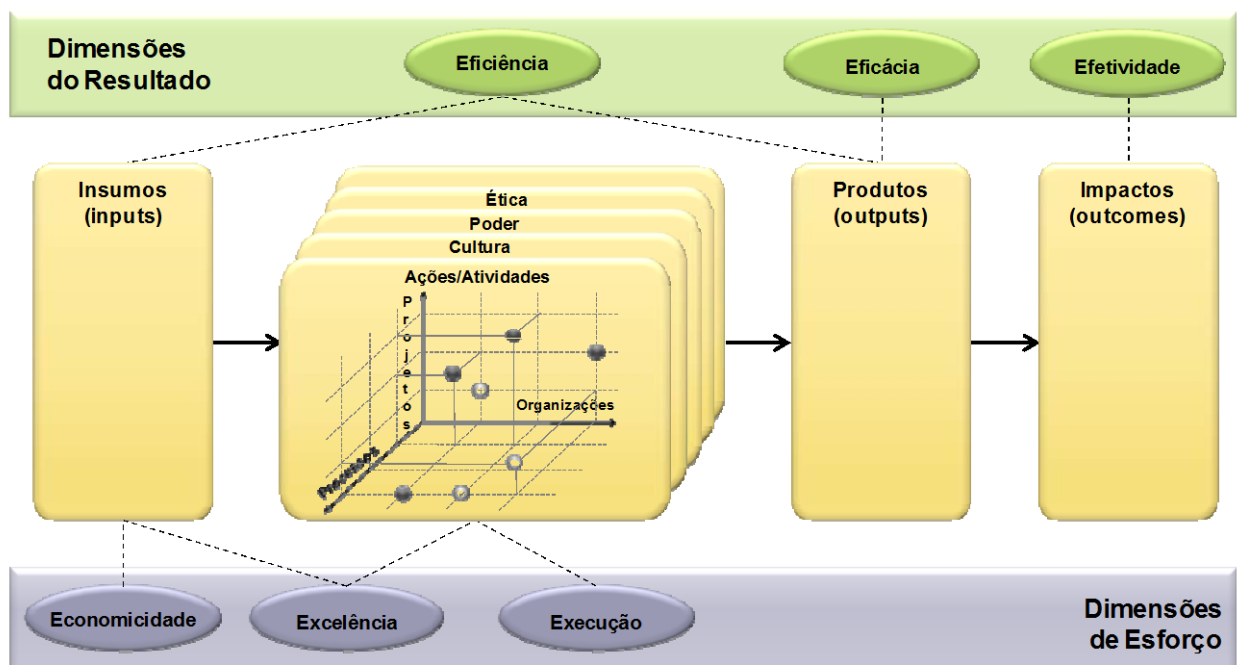 Dimensões
do Resultado
Eficiência
Eficácia
Efetividade
Insumos
(inputs)
Ética
Poder
Cultura
Ações/Atividades
Projetos
Organizações
Processos
Produtos
(outputs)
Impactos
(outcomes)
Economicidade
Excelência
Execução
Dimensões
de Esforço